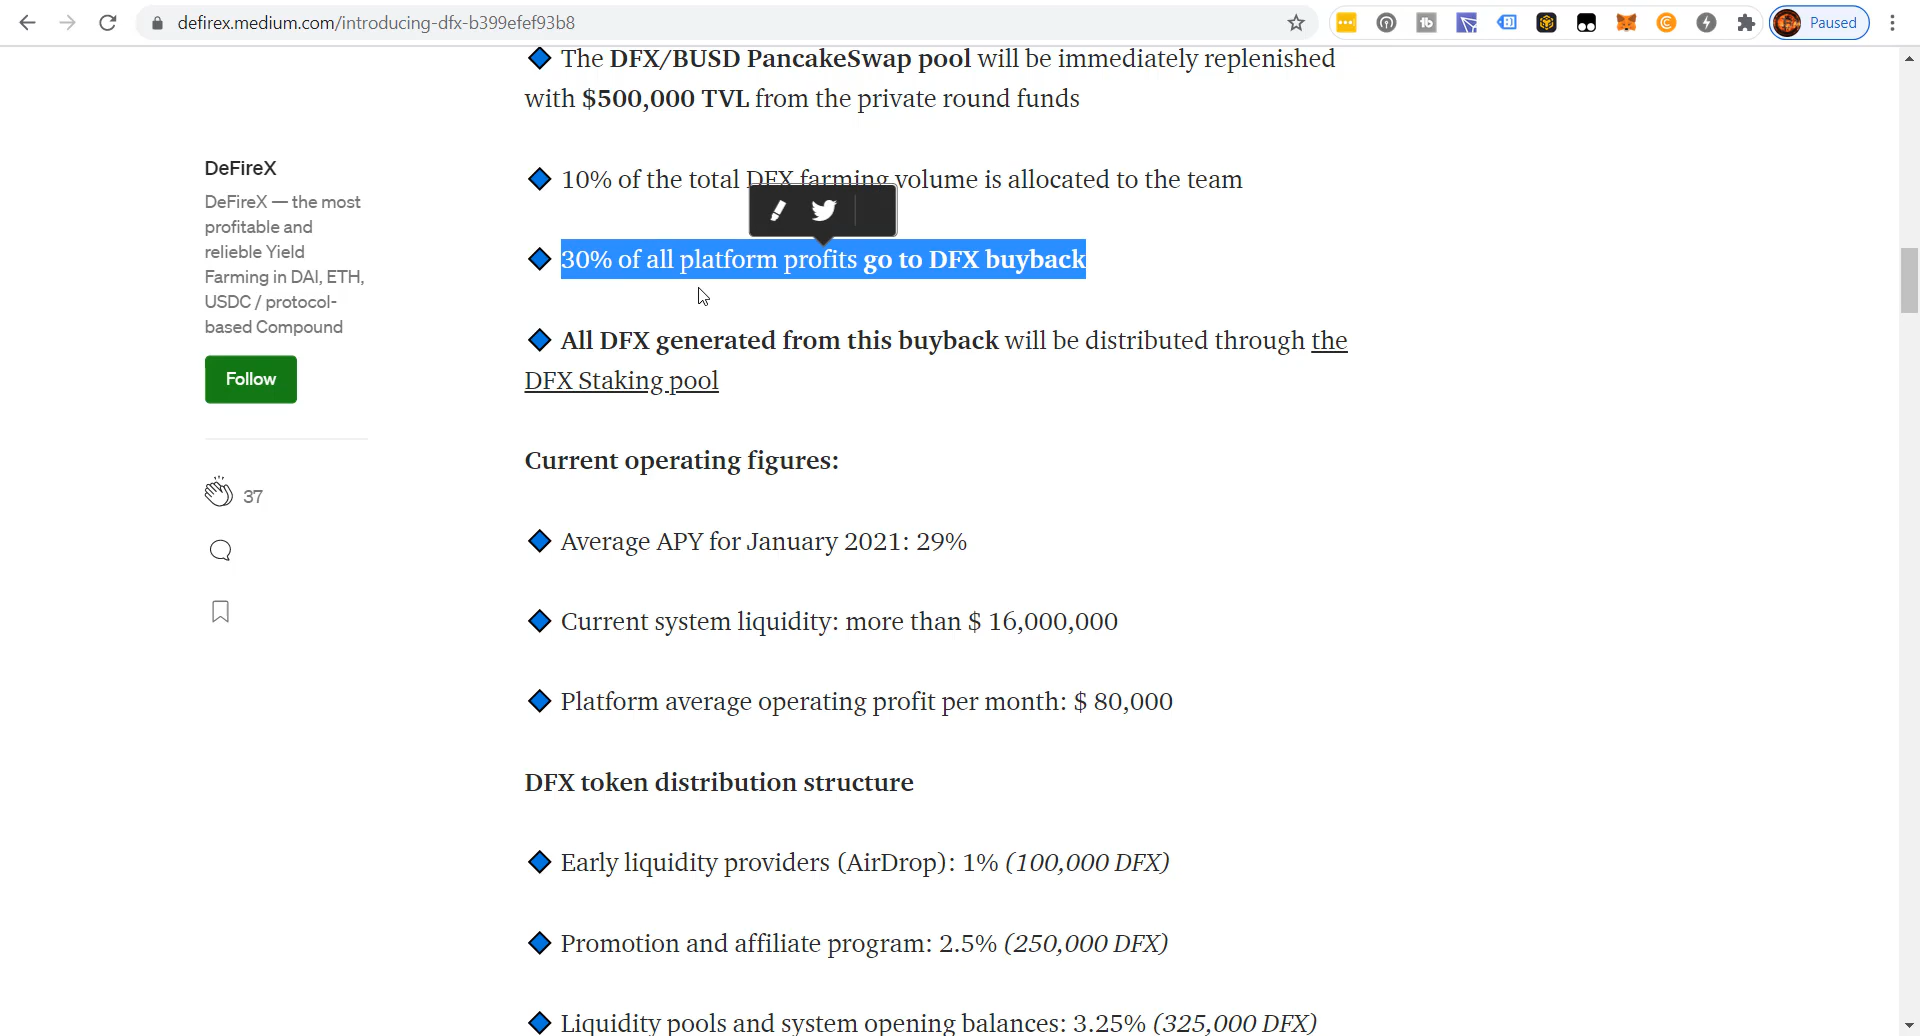 defirex.medium.com/introducing-dfx-b399efef93b8
Paused
The DFX/BUSD PancakeSwap pool will be immediately replenished
with $500,000 TVL from the private round funds
DeFireX
DeFireX — the most
profitable and
relieble Yield
Farming in DAI, ETH,
USDC / protocol-
based Compound
Follow
37
10% of the total DFX farming volume is allocated to the team
30% of all platform profits go to DFX buyback
All DFX generated from this buyback will be distributed through the
DFX Staking pool
Current operating figures:
Average APY for January 2021: 29%
Current system liquidity: more than $ 16,000,000
Platform average operating profit per month: $ 80,000
DFX token distribution structure
Early liquidity providers (AirDrop): 1% (100,000 DFX)
Promotion and affiliate program: 2.5% (250,000 DFX)
Liquidity pools and system opening balances: 3.25% (325,000 DFX)